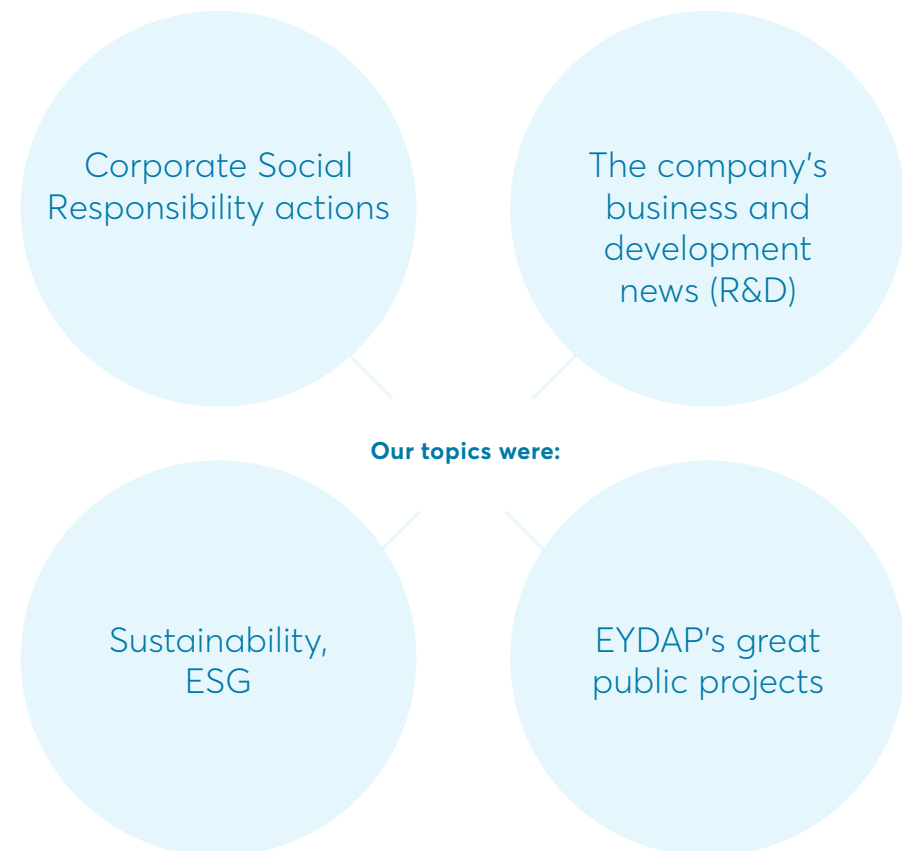 Corporate Social
Responsibility actions
The company's
business and
development
news (R&D)
Our topics were:
Sustainability,
ESG
EYDAP's great
public projects